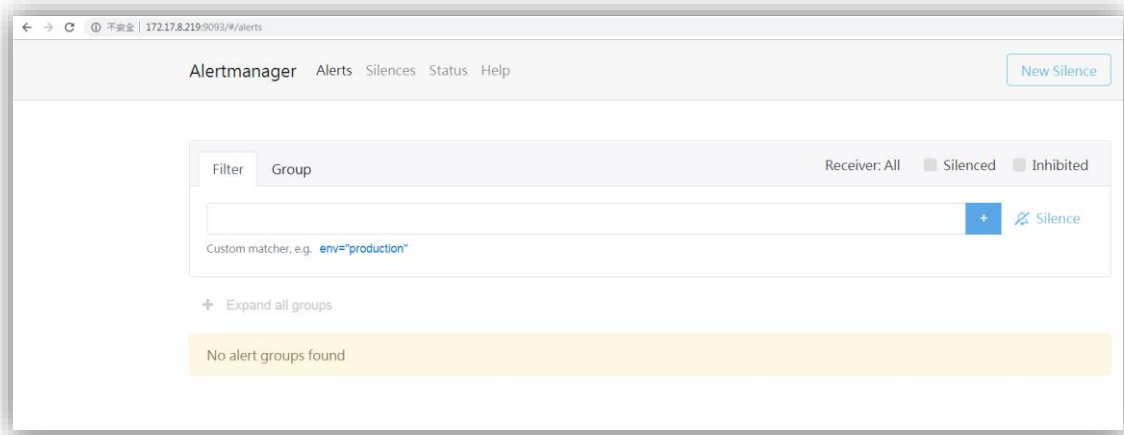 不安全 | 172.17.8.219:9093/#/alerts
Alertmanager Alerts Silences Status Help New Silence
Filter Group Receiver: All Silenced Inhibited
+ Silence
Custom matcher, e.g. env="production"
+ Expand all groups
No alert groups found